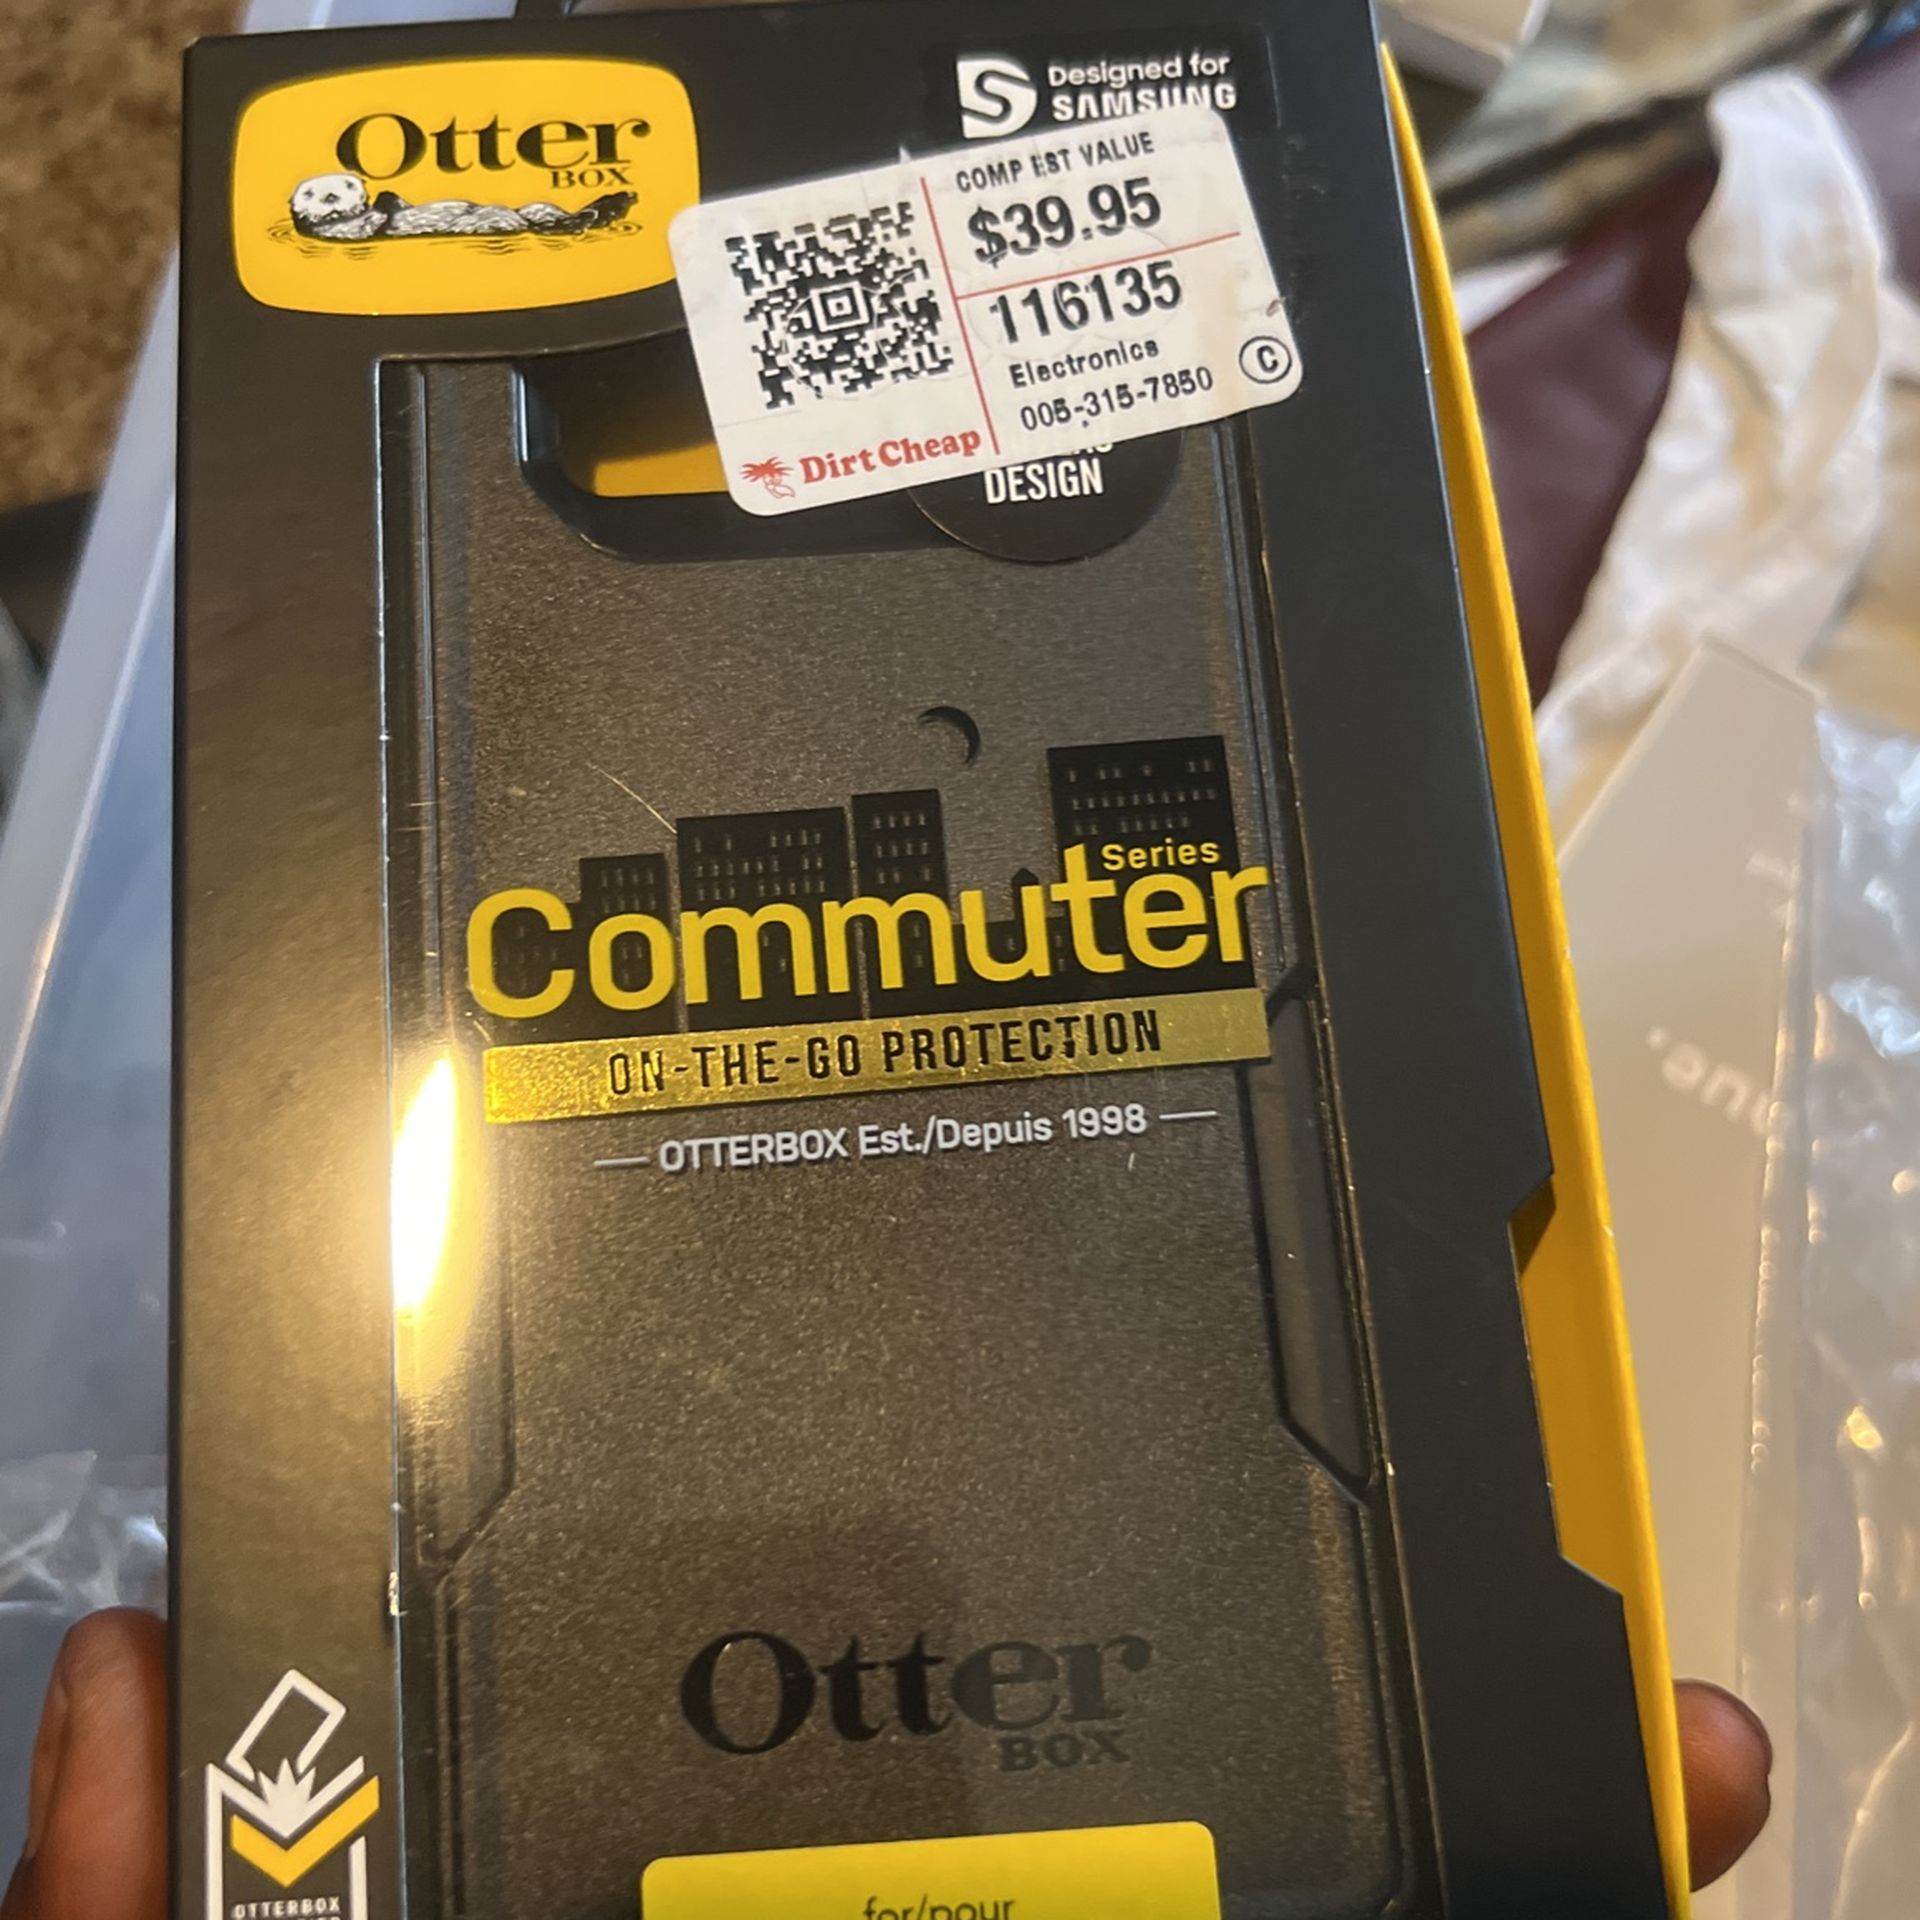 Otter
BOX
Designed for
SAMSUNG
COMP EST VALUE
$39.95
116135
Electronics
005-315-7850
C
Dirt Cheap
DESIGN
Series
Commuter
ON-THE-GO PROTECTION
OTTERBOX Est./Depuis 1998
Otter
BOX
for/pour
OTTERBOX